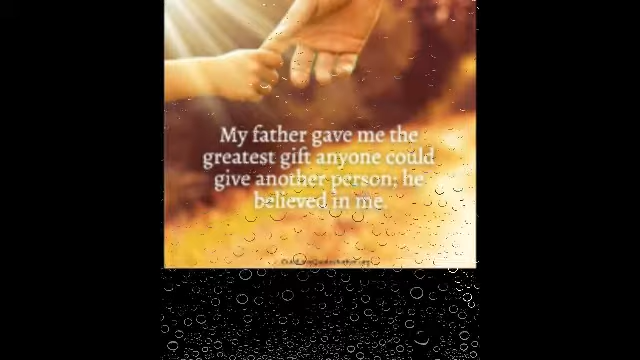 My father gave me the
greatest gift anyone could
give another person; he
believed in me.